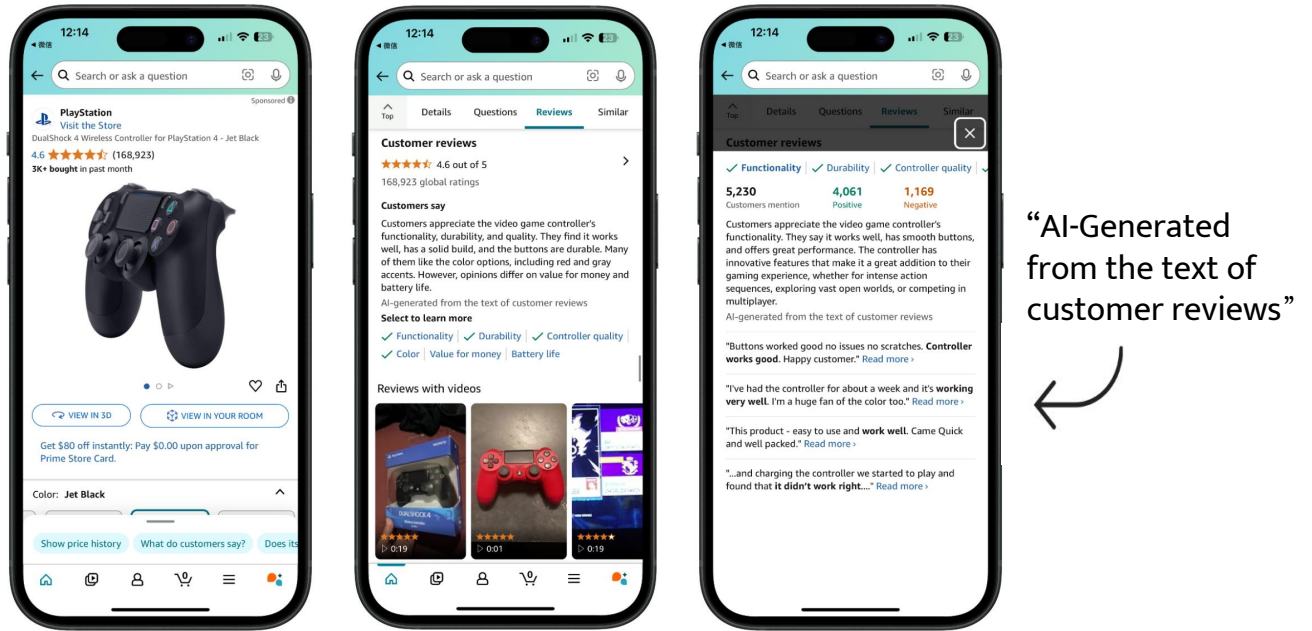 12:14
23
◀ 微信
Search or ask a question
Sponsored
PlayStation
Visit the Store
DualShock 4 Wireless Controller for PlayStation 4 - Jet Black
4.6 (168,923)
3K+ bought in past month
VIEW IN 3D
VIEW IN YOUR ROOM
Get $80 off instantly: Pay $0.00 upon approval for
Prime Store Card.
Color: Jet Black
Show price history
What do customers say?
Does its
0
12:14
23
◀ 微信
Search or ask a question
Top
Details
Questions
Reviews
Similar
Customer reviews
4.6 out of 5
168,923 global ratings
Customers say
Customers appreciate the video game controller's
functionality, durability, and quality. They find it works
well, has a solid build, and the buttons are durable. Many
of them like the color options, including red and gray
accents. However, opinions differ on value for money and
battery life.
AI-generated from the text of customer reviews
Select to learn more
Functionality
Durability
Controller quality
Color
Value for money
Battery life
Reviews with videos
DUALSHOCK 4
0:19
0:01
0:19
0
12:14
23
◀ 微信
Search or ask a question
Top
Details
Questions
Reviews
Similar
Customer reviews
Functionality
Durability
Controller quality
5,230
4,061
1,169
Customers mention
Positive
Negative
Customers appreciate the video game controller's
functionality. They say it works well, has smooth buttons,
and offers great performance. The controller has
innovative features that make it a great addition to their
gaming experience, whether for intense action
sequences, exploring vast open worlds, or competing in
multiplayer.
AI-generated from the text of customer reviews
"Buttons worked good no issues no scratches. Controller
works good. Happy customer." Read more ›
"I've had the controller for about a week and it's working
very well. I'm a huge fan of the color too." Read more ›
"This product - easy to use and work well. Came Quick
and well packed." Read more ›
"...and charging the controller we started to play and
found that it didn't work right...." Read more ›
“AI-Generated
from the text of
customer reviews”